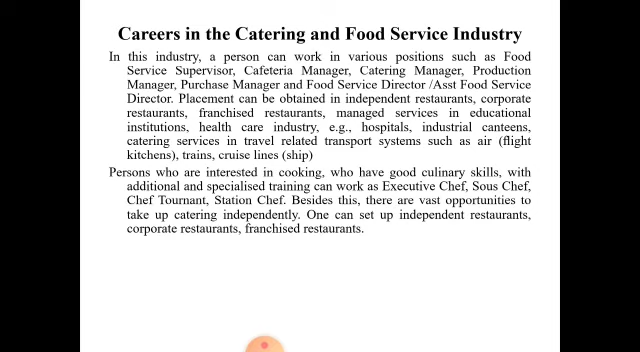 Careers in the Catering and Food Service Industry
In this industry, a person can work in various positions such as Food
Service Supervisor, Cafeteria Manager, Catering Manager, Production
Manager, Purchase Manager and Food Service Director /Asst Food Service
Director. Placement can be obtained in independent restaurants, corporate
restaurants, franchised restaurants, managed services in educational
institutions, health care industry, e.g., hospitals, industrial canteens,
catering services in travel related transport systems such as air (flight
kitchens), trains, cruise lines (ship)
Persons who are interested in cooking, who have good culinary skills, with
additional and specialised training can work as Executive Chef, Sous Chef,
Chef Tournant, Station Chef. Besides this, there are vast opportunities to
take up catering independently. One can set up independent restaurants,
corporate restaurants, franchised restaurants.